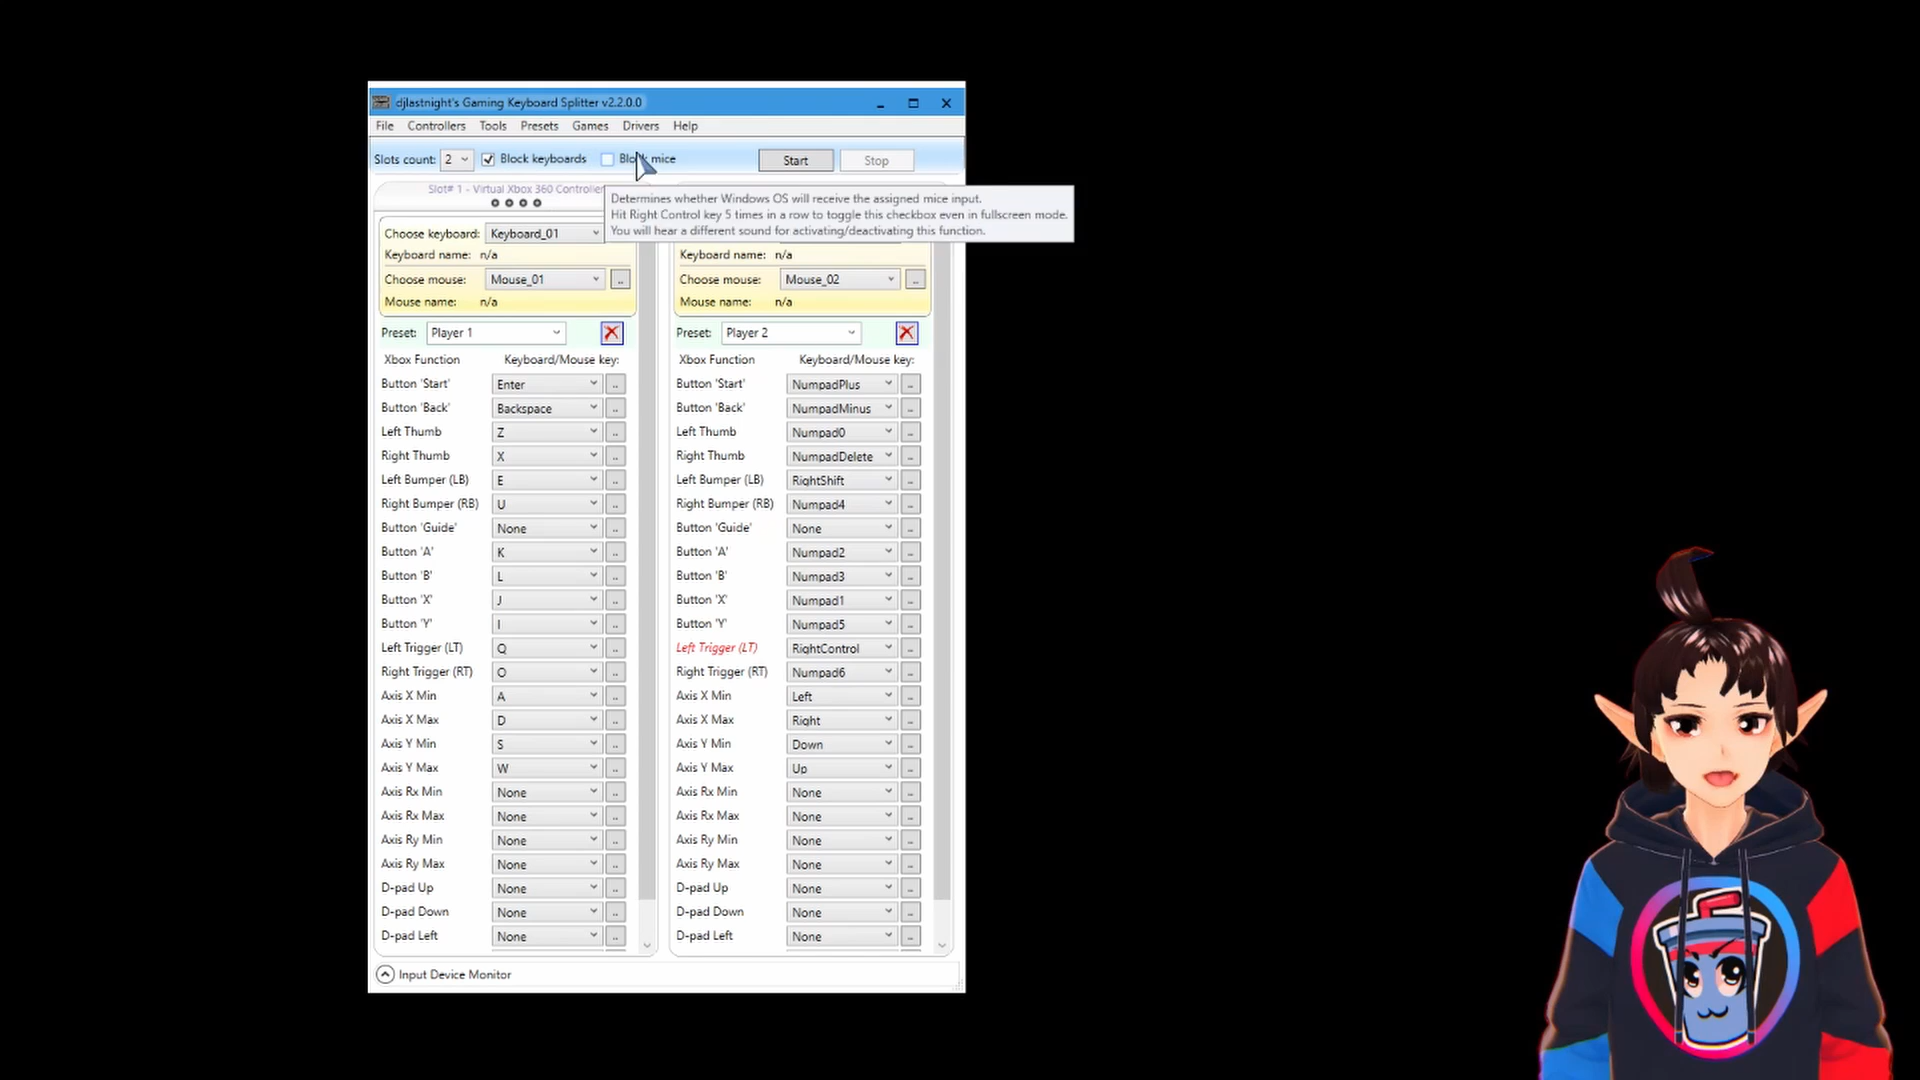 djlastnight's Gaming Keyboard Splitter v2.2.0.0
File Controllers Tools Presets Games Drivers Help
Slots count: 2 Block keyboards Block mice Start Stop
Slot# 1 - Virtual Xbox 360 Controller
Determines whether Windows OS will receive the assigned mice input.
Hit Right Control key 5 times in a row to toggle this checkbox even in fullscreen mode.
You will hear a different sound for activating/deactivating this function.
Choose keyboard: Keyboard_01
Keyboard name: n/a
Choose mouse: Mouse_01 ..
Mouse name: n/a
Preset: Player 1
Xbox Function Keyboard/Mouse key:
Button 'Start' Enter ..
Button 'Back' Backspace ..
Left Thumb Z ..
Right Thumb X ..
Left Bumper (LB) E ..
Right Bumper (RB) U ..
Button 'Guide' None ..
Button 'A' K ..
Button 'B' L ..
Button 'X' J ..
Button 'Y' I ..
Left Trigger (LT) Q ..
Right Trigger (RT) O ..
Axis X Min A ..
Axis X Max D ..
Axis Y Min S ..
Axis Y Max W ..
Axis Rx Min None ..
Axis Rx Max None ..
Axis Ry Min None ..
Axis Ry Max None ..
D-pad Up None ..
D-pad Down None ..
D-pad Left None ..
Keyboard name: n/a
Choose mouse: Mouse_02 ..
Mouse name: n/a
Preset: Player 2
Xbox Function Keyboard/Mouse key:
Button 'Start' NumpadPlus ..
Button 'Back' NumpadMinus ..
Left Thumb Numpad0 ..
Right Thumb NumpadDelete ..
Left Bumper (LB) RightShift ..
Right Bumper (RB) Numpad4 ..
Button 'Guide' None ..
Button 'A' Numpad2 ..
Button 'B' Numpad3 ..
Button 'X' Numpad1 ..
Button 'Y' Numpad5 ..
Left Trigger (LT) RightControl ..
Right Trigger (RT) Numpad6 ..
Axis X Min Left ..
Axis X Max Right ..
Axis Y Min Down ..
Axis Y Max Up ..
Axis Rx Min None ..
Axis Rx Max None ..
Axis Ry Min None ..
Axis Ry Max None ..
D-pad Up None ..
D-pad Down None ..
D-pad Left None ..
Input Device Monitor